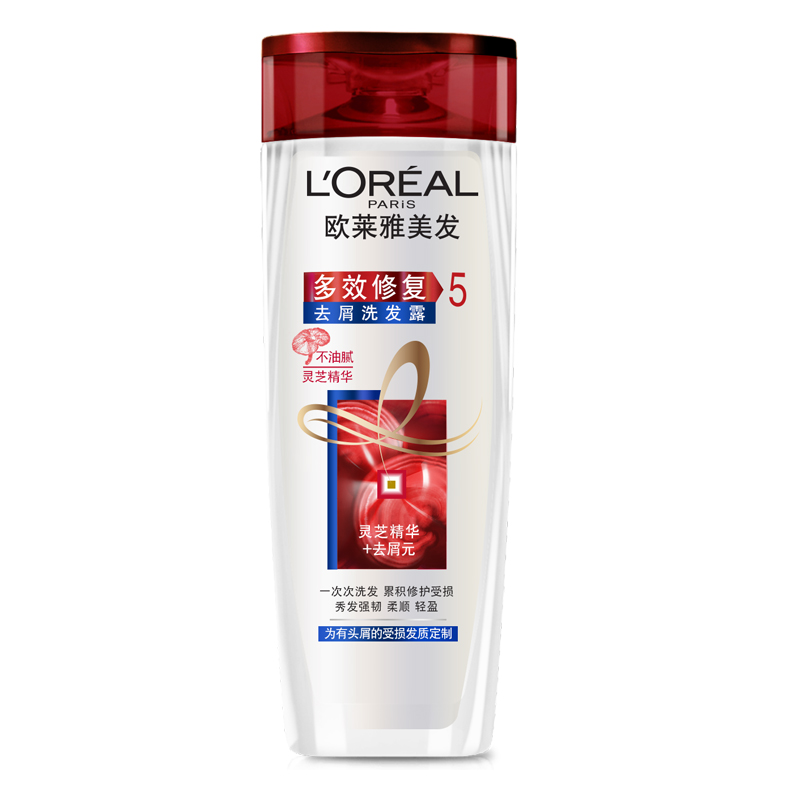 L'ORÉAL
PARiS
欧莱雅美发
多效修复 5
去屑洗发露
不油腻
灵芝精华
灵芝精华
+去屑元
一次次洗发 累积修护受损
秀发强韧 柔顺 轻盈
为有头屑的受损发质定制